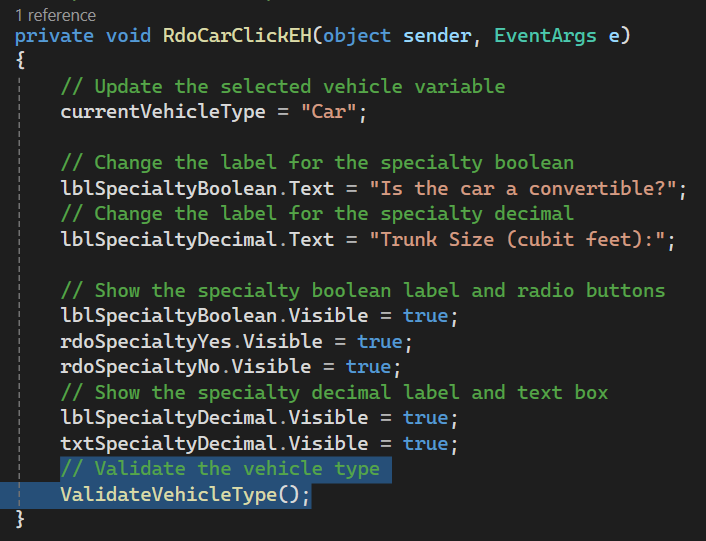 1 reference
private void RdoCarClickEH(object sender, EventArgs e)
{
// Update the selected vehicle variable
currentVehicleType = "Car";
// Change the label for the specialty boolean
lblSpecialtyBoolean.Text = "Is the car a convertible?";
// Change the label for the specialty decimal
lblSpecialtyDecimal.Text = "Trunk Size (cubit feet):";
// Show the specialty boolean label and radio buttons
lblSpecialtyBoolean.Visible = true;
rdoSpecialtyYes.Visible = true;
rdoSpecialtyNo.Visible = true;
// Show the specialty decimal label and text box
lblSpecialtyDecimal.Visible = true;
txtSpecialtyDecimal.Visible = true;
// Validate the vehicle type
ValidateVehicleType();
}